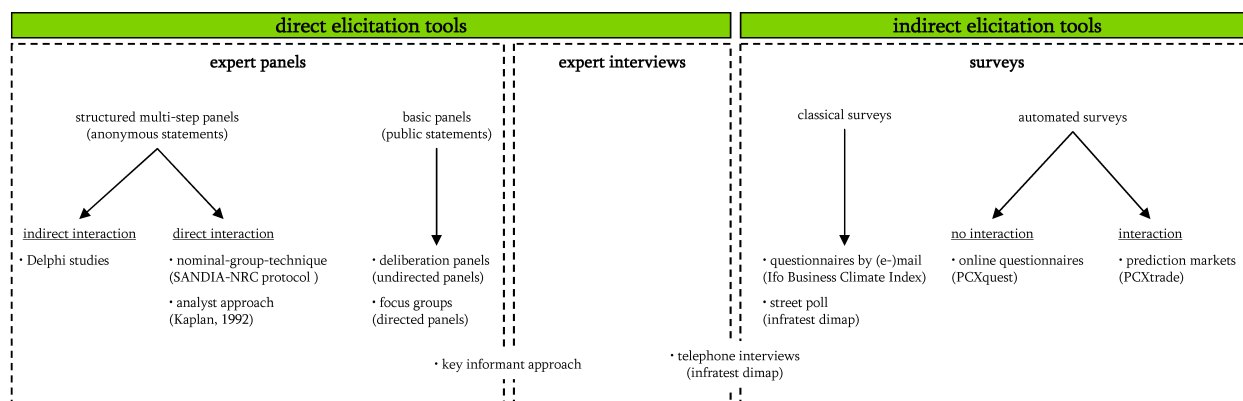 direct elicitation tools
indirect elicitation tools
expert panels
expert interviews
surveys
structured multi-step panels
(anonymous statements)
basic panels
(public statements)
classical surveys
automated surveys
indirect interaction
· Delphi studies
direct interaction
· nominal-group-technique
(SANDIA-NRC protocol )
· analyst approach
(Kaplan, 1992)
· deliberation panels
(undirected panels)
· focus groups
(directed panels)
· questionnaires by (e-)mail
(Ifo Business Climate Index)
· street poll
(infratest dimap)
no interaction
· online questionnaires
(PCXquest)
interaction
· prediction markets
(PCXtrade)
· key informant approach
· telephone interviews
(infratest dimap)